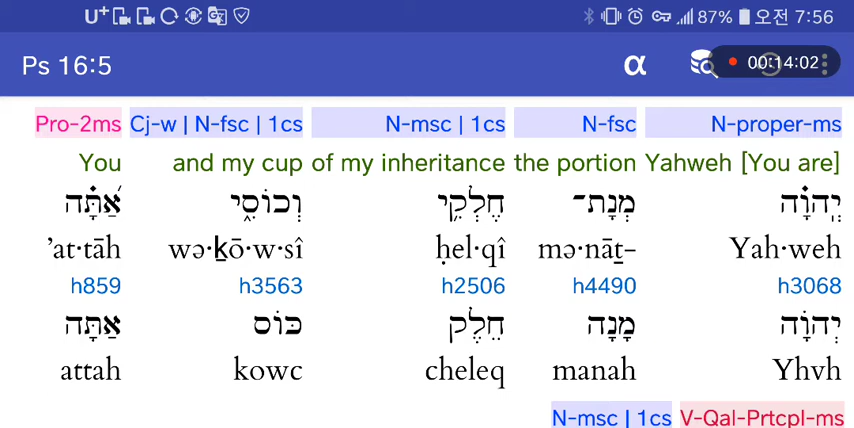 U+ 87% 오전 7:56
Ps 16:5 α 00:14:02
Pro-2ms Cj-w | N-fsc | 1cs N-msc | 1cs N-fsc N-proper-ms
You and my cup of my inheritance the portion Yahweh [You are]
יְֽהוָ֗ה מְנָת־ חֶלְקִ֥י וְכוֹסִ֑י אַ֝תָּ֗ה
’at·tāh wə·ḵō·w·sî ḥel·qî mə·nāṯ- Yah·weh
h859 h3563 h2506 h4490 h3068
יְהוָֹה מָנָה חֵלֶק כּוֹס אַתָּה
attah kowc cheleq manah Yhvh
N-msc | 1cs V-Qal-Prtcpl-ms